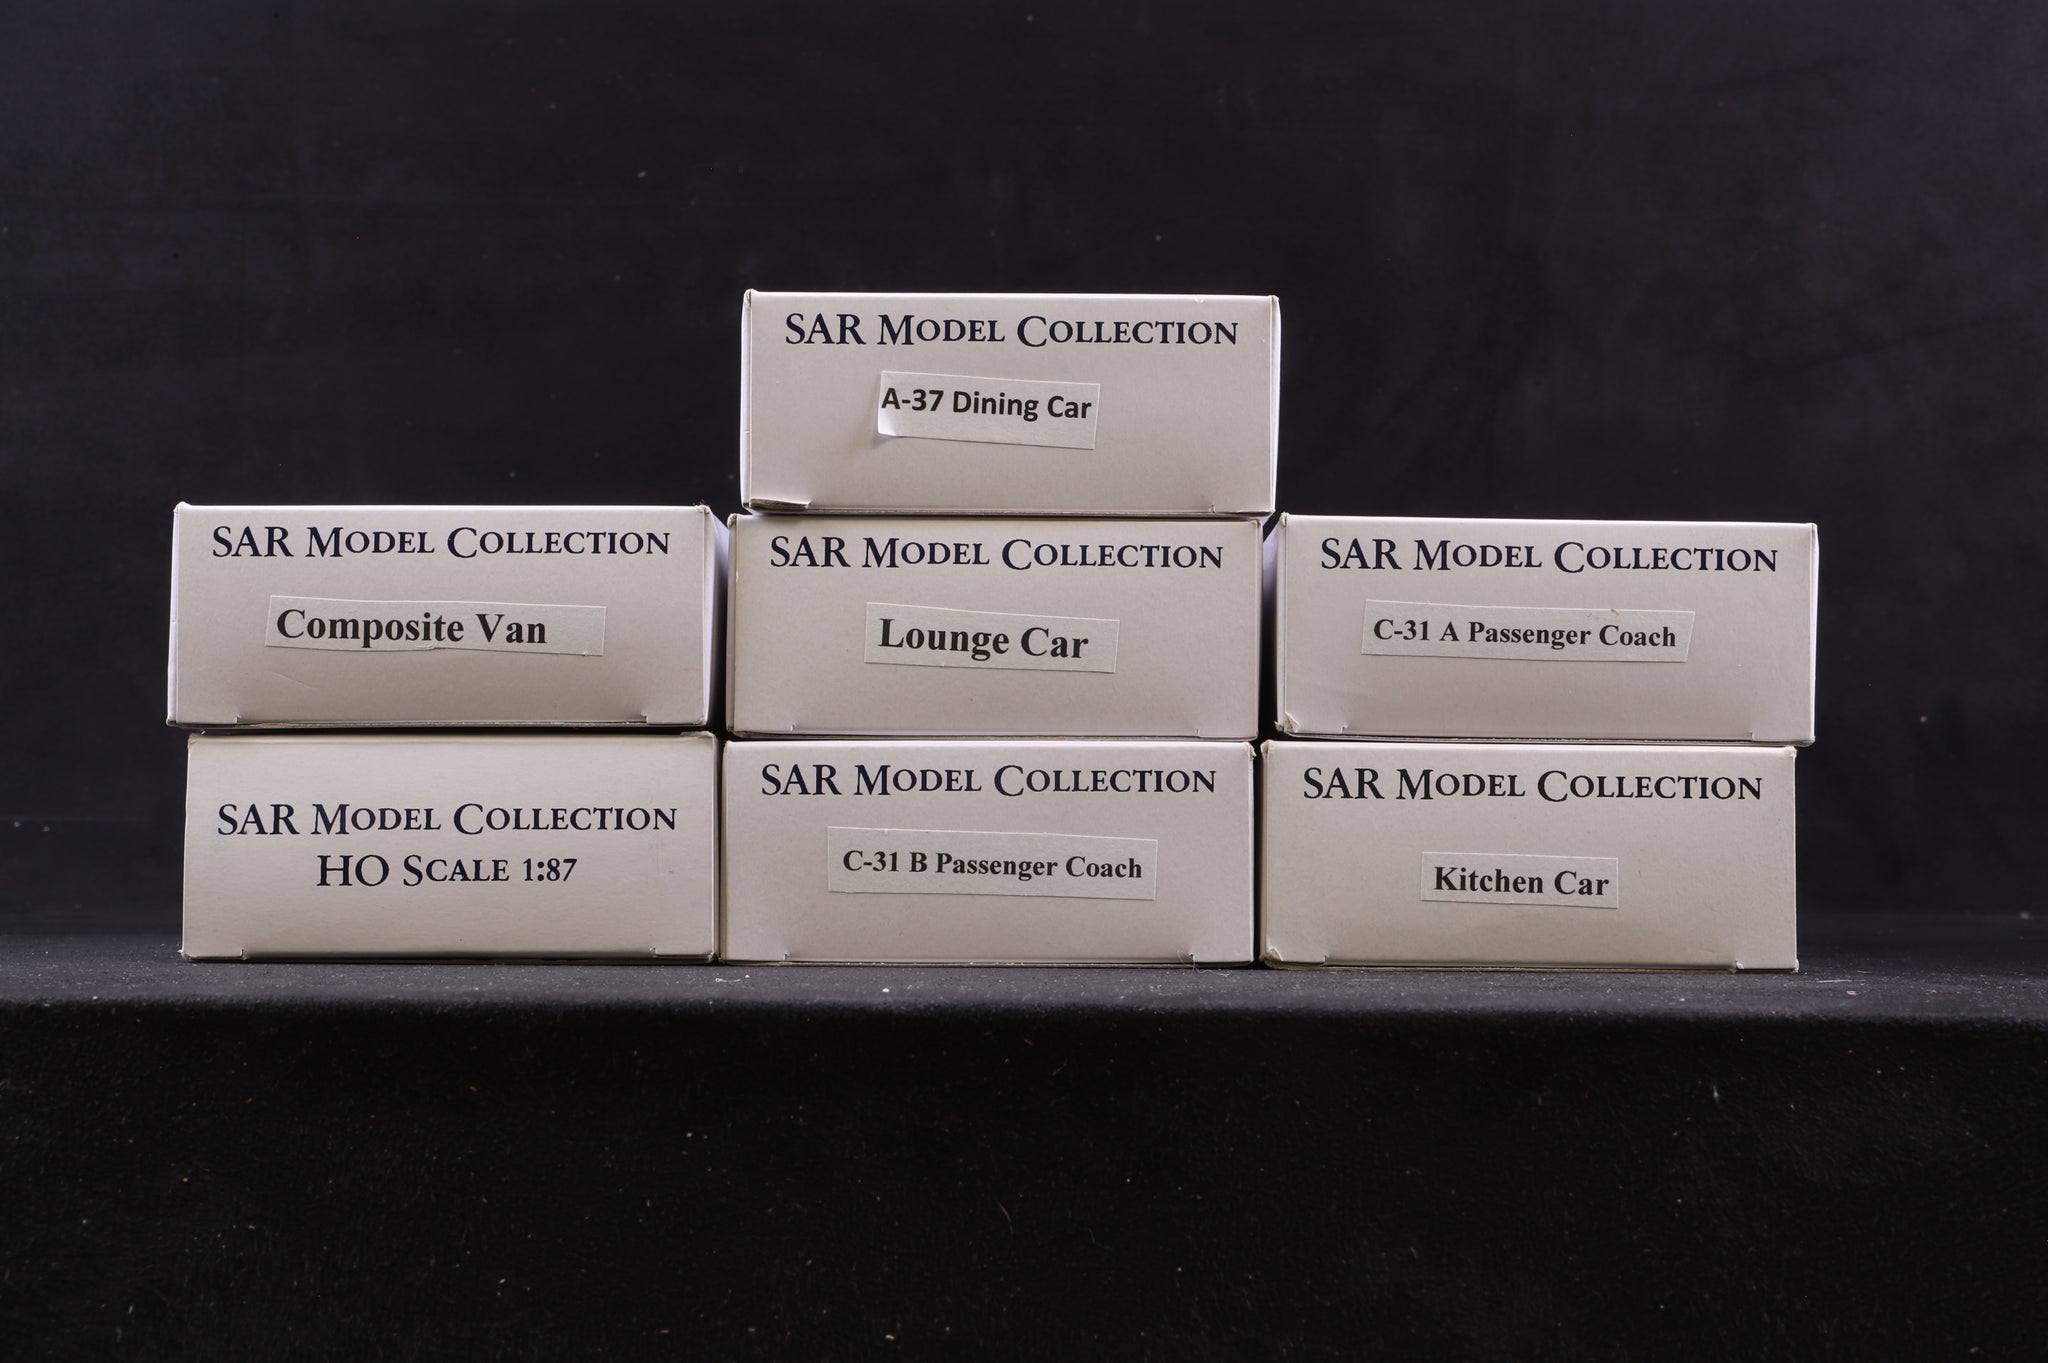 SAR MODEL COLLECTION
A-37 Dining Car
SAR MODEL COLLECTION
Composite Van
SAR MODEL COLLECTION
Lounge Car
SAR MODEL COLLECTION
C-31 A Passenger Coach
SAR MODEL COLLECTION
HO SCALE 1:87
SAR MODEL COLLECTION
C-31 B Passenger Coach
SAR MODEL COLLECTION
Kitchen Car